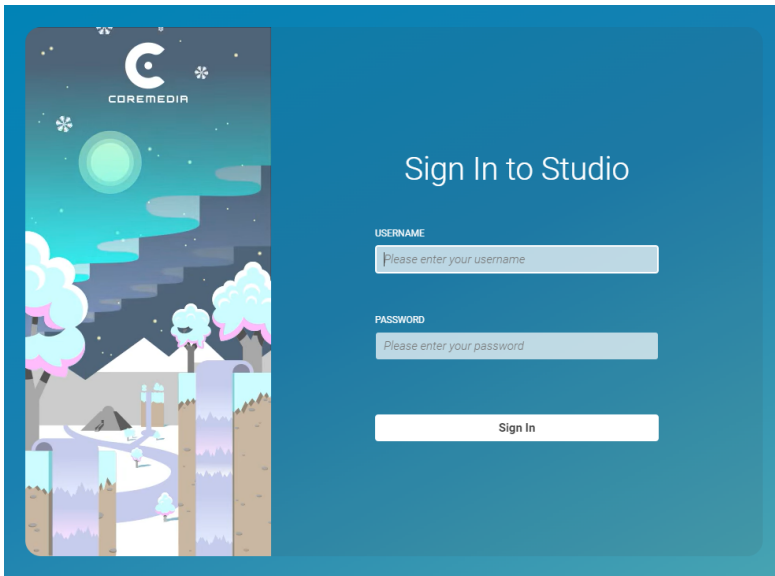 COREMEDIA
Sign In to Studio
USERNAME
Please enter your username
PASSWORD
Please enter your password
Sign In